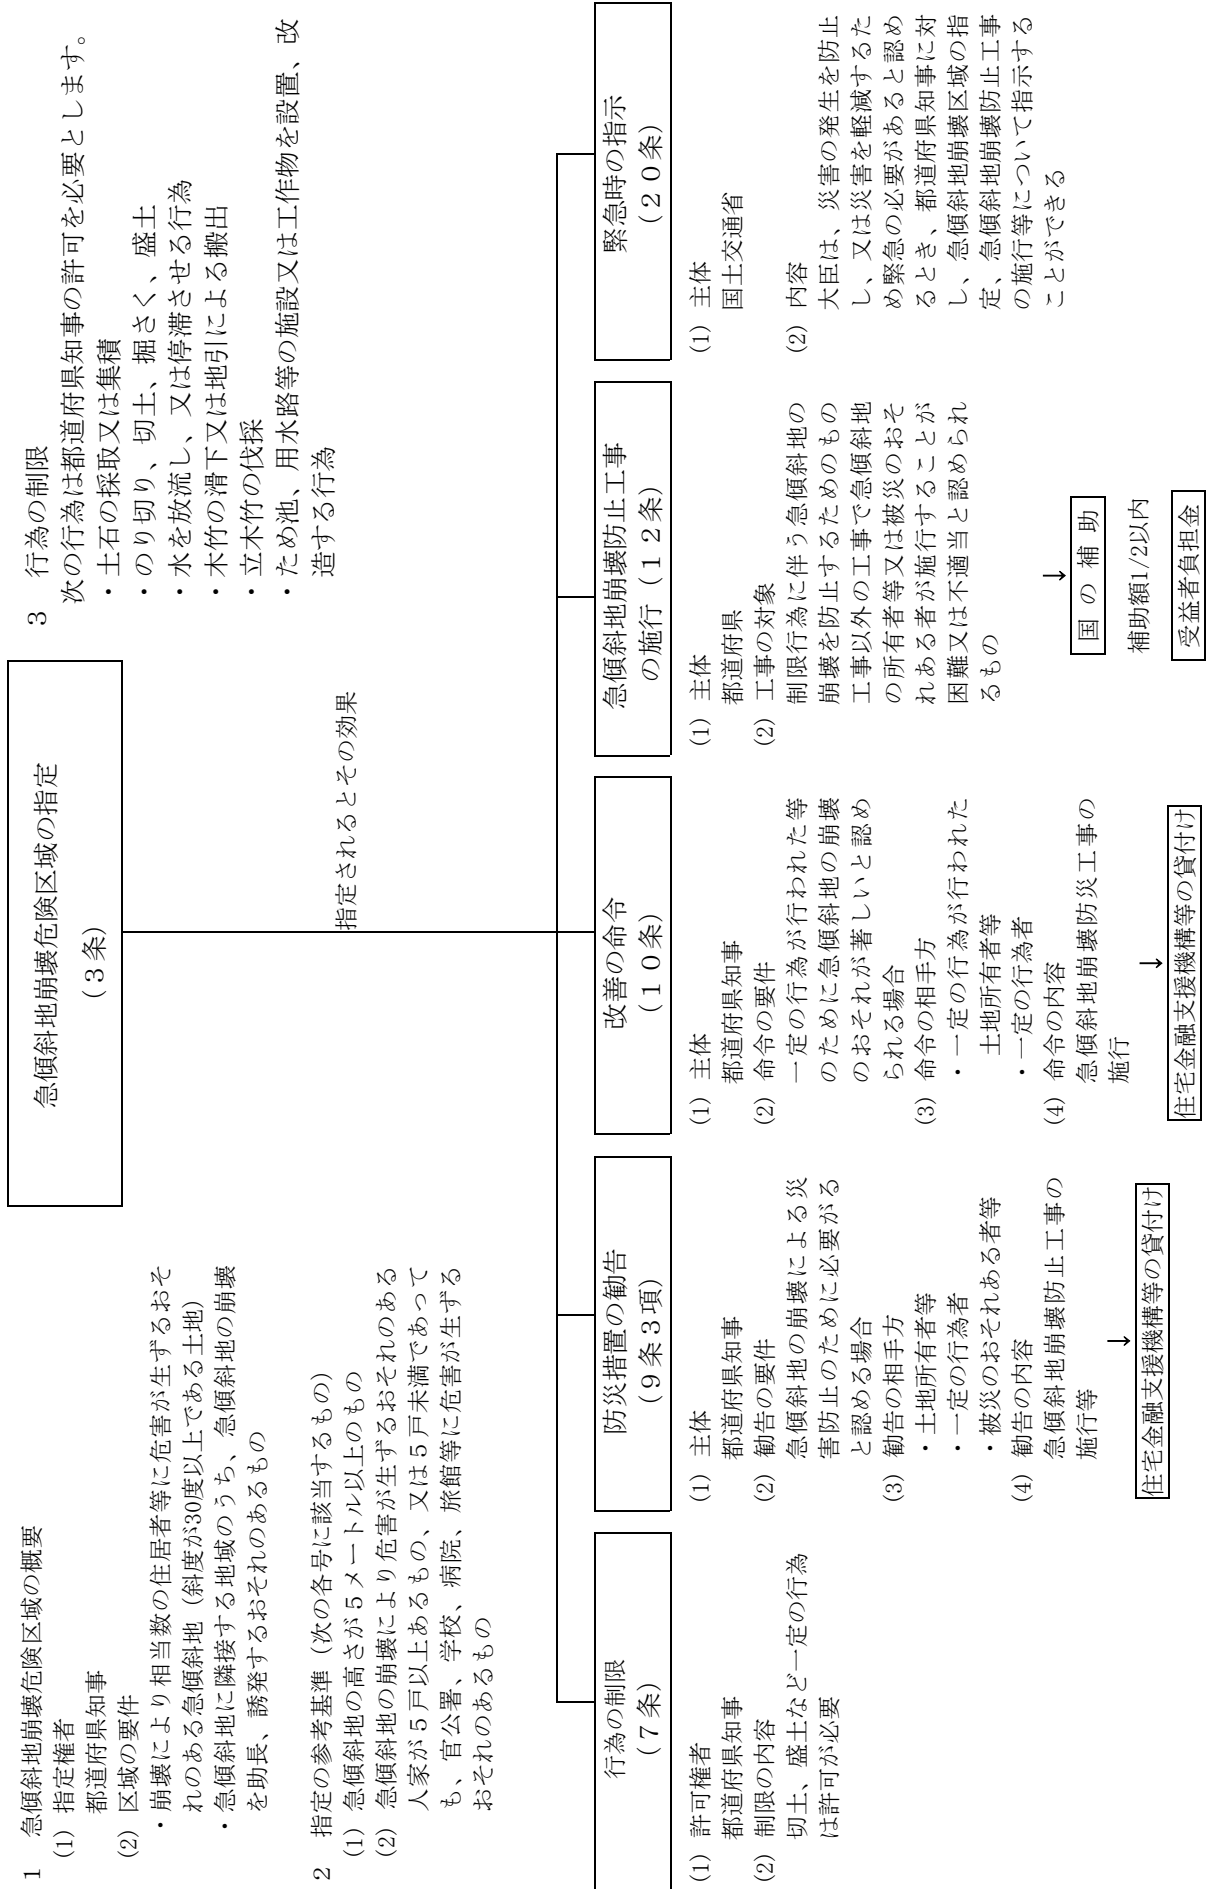 1　急傾斜地崩壊危険区域の概要
(1)　指定権者
都道府県知事
(2)　区域の要件
・崩壊により相当数の住居者等に危害が生ずるおそ
れのある急傾斜地（斜度が30度以上である土地）
・急傾斜地に隣接する地域のうち、急傾斜地の崩壊
を助長、誘発するおそれのあるもの
2　指定の参考基準（次の各号に該当するもの）
(1)　急傾斜地の高さが５メートル以上のもの
(2)　急傾斜地の崩壊により危害が生ずるおそれのある
人家が５戸以上あるもの、又は５戸未満であって
も、官公署、学校、病院、旅館等に危害が生ずる
おそれのあるもの
急傾斜地崩壊危険区域の指定
（３条）
3　行為の制限
次の行為は都道府県知事の許可を必要とします。
・土石の採取又は集積
・のり切り、切土、掘さく、盛土
・水を放流し、又は停滞させる行為
・木竹の滑下又は地引による搬出
・立木竹の伐採
・ため池、用水路等の施設又は工作物を設置、改
造する行為
指定されるとその効果
行為の制限
（７条）
(1)　許可権者
都道府県知事
(2)　制限の内容
切土、盛土など一定の行為
は許可が必要
防災措置の勧告
（９条３項）
(1)　主体
都道府県知事
(2)　勧告の要件
急傾斜地の崩壊による災
害防止のために必要がる
と認める場合
(3)　勧告の相手方
・土地所有者等
・一定の行為者
・被災のおそれある者等
(4)　勧告の内容
急傾斜地崩壊防止工事の
施行等
↓
住宅金融支援機構等の貸付け
改善の命令
（１０条）
(1)　主体
都道府県知事
(2)　命令の要件
一定の行為が行われた等
のために急傾斜地の崩壊
のおそれが著しいと認め
られる場合
(3)　命令の相手方
・一定の行為が行われた
土地所有者等
・一定の行為者
(4)　命令の内容
急傾斜地崩壊防災工事の
施行
↓
住宅金融支援機構等の貸付け
急傾斜地崩壊防止工事
の施行（１２条）
(1)　主体
都道府県
(2)　工事の対象
制限行為に伴う急傾斜地の
崩壊を防止するためのもの
工事以外の工事で急傾斜地
の所有者等又は被災のおそ
れある者が施行することが
困難又は不適当と認められ
るもの
↓
国の補助
補助額1/2以内
受益者負担金
緊急時の指示
（２０条）
(1)　主体
国土交通省
(2)　内容
大臣は、災害の発生を防止
し、又は災害を軽減するた
め緊急の必要があると認め
るとき、都道府県知事に対
し、急傾斜地崩壊区域の指
定、急傾斜地崩壊防止工事
の施行等について指示する
ことができる